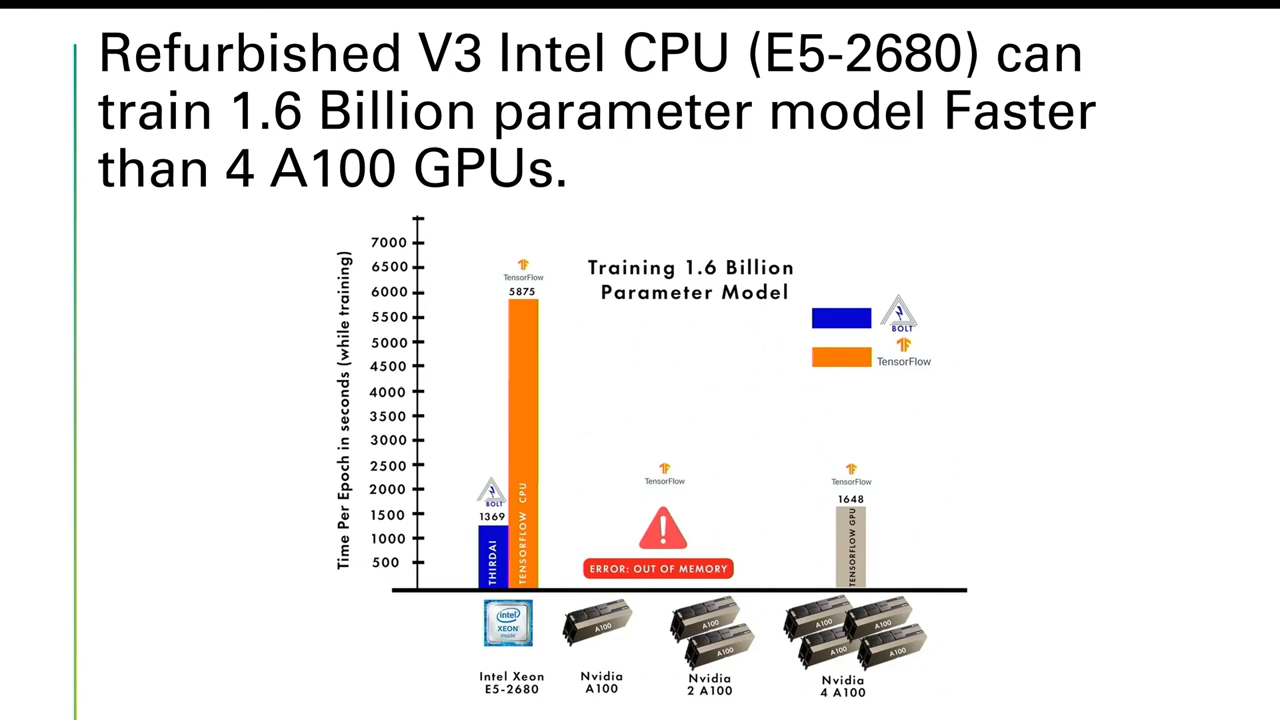 Refurbished V3 Intel CPU (E5-2680) can
train 1.6 Billion parameter model Faster
than 4 A100 GPUs.
Training 1.6 Billion
Parameter Model
Time Per Epoch in seconds (while training)
7000
6500
6000
5500
5000
4500
4000
3500
3000
2500
2000
1500
1000
500
BOLT
TensorFlow
BOLT
1369
THIRDAI
TensorFlow
5875
TENSORFLOW CPU
TensorFlow
ERROR: OUT OF MEMORY
TensorFlow
1648
TENSORFLOW GPU
intel
XEON
inside
A100
A100
A100
A100
A100
A100
A100
Intel Xeon
E5-2680
Nvidia
A100
Nvidia
2 A100
Nvidia
4 A100